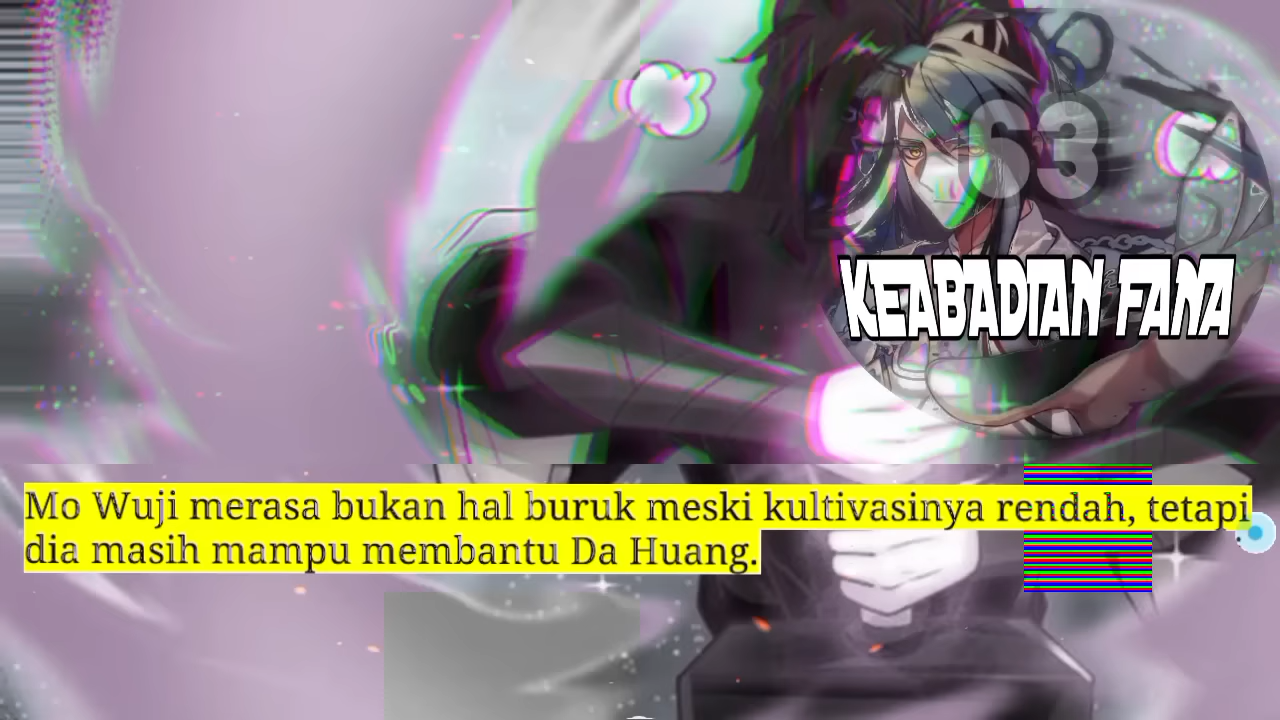 63
KEABADIAN FANA
Mo Wuji merasa bukan hal buruk meski kultivasinya rendah, tetapi
dia masih mampu membantu Da Huang.